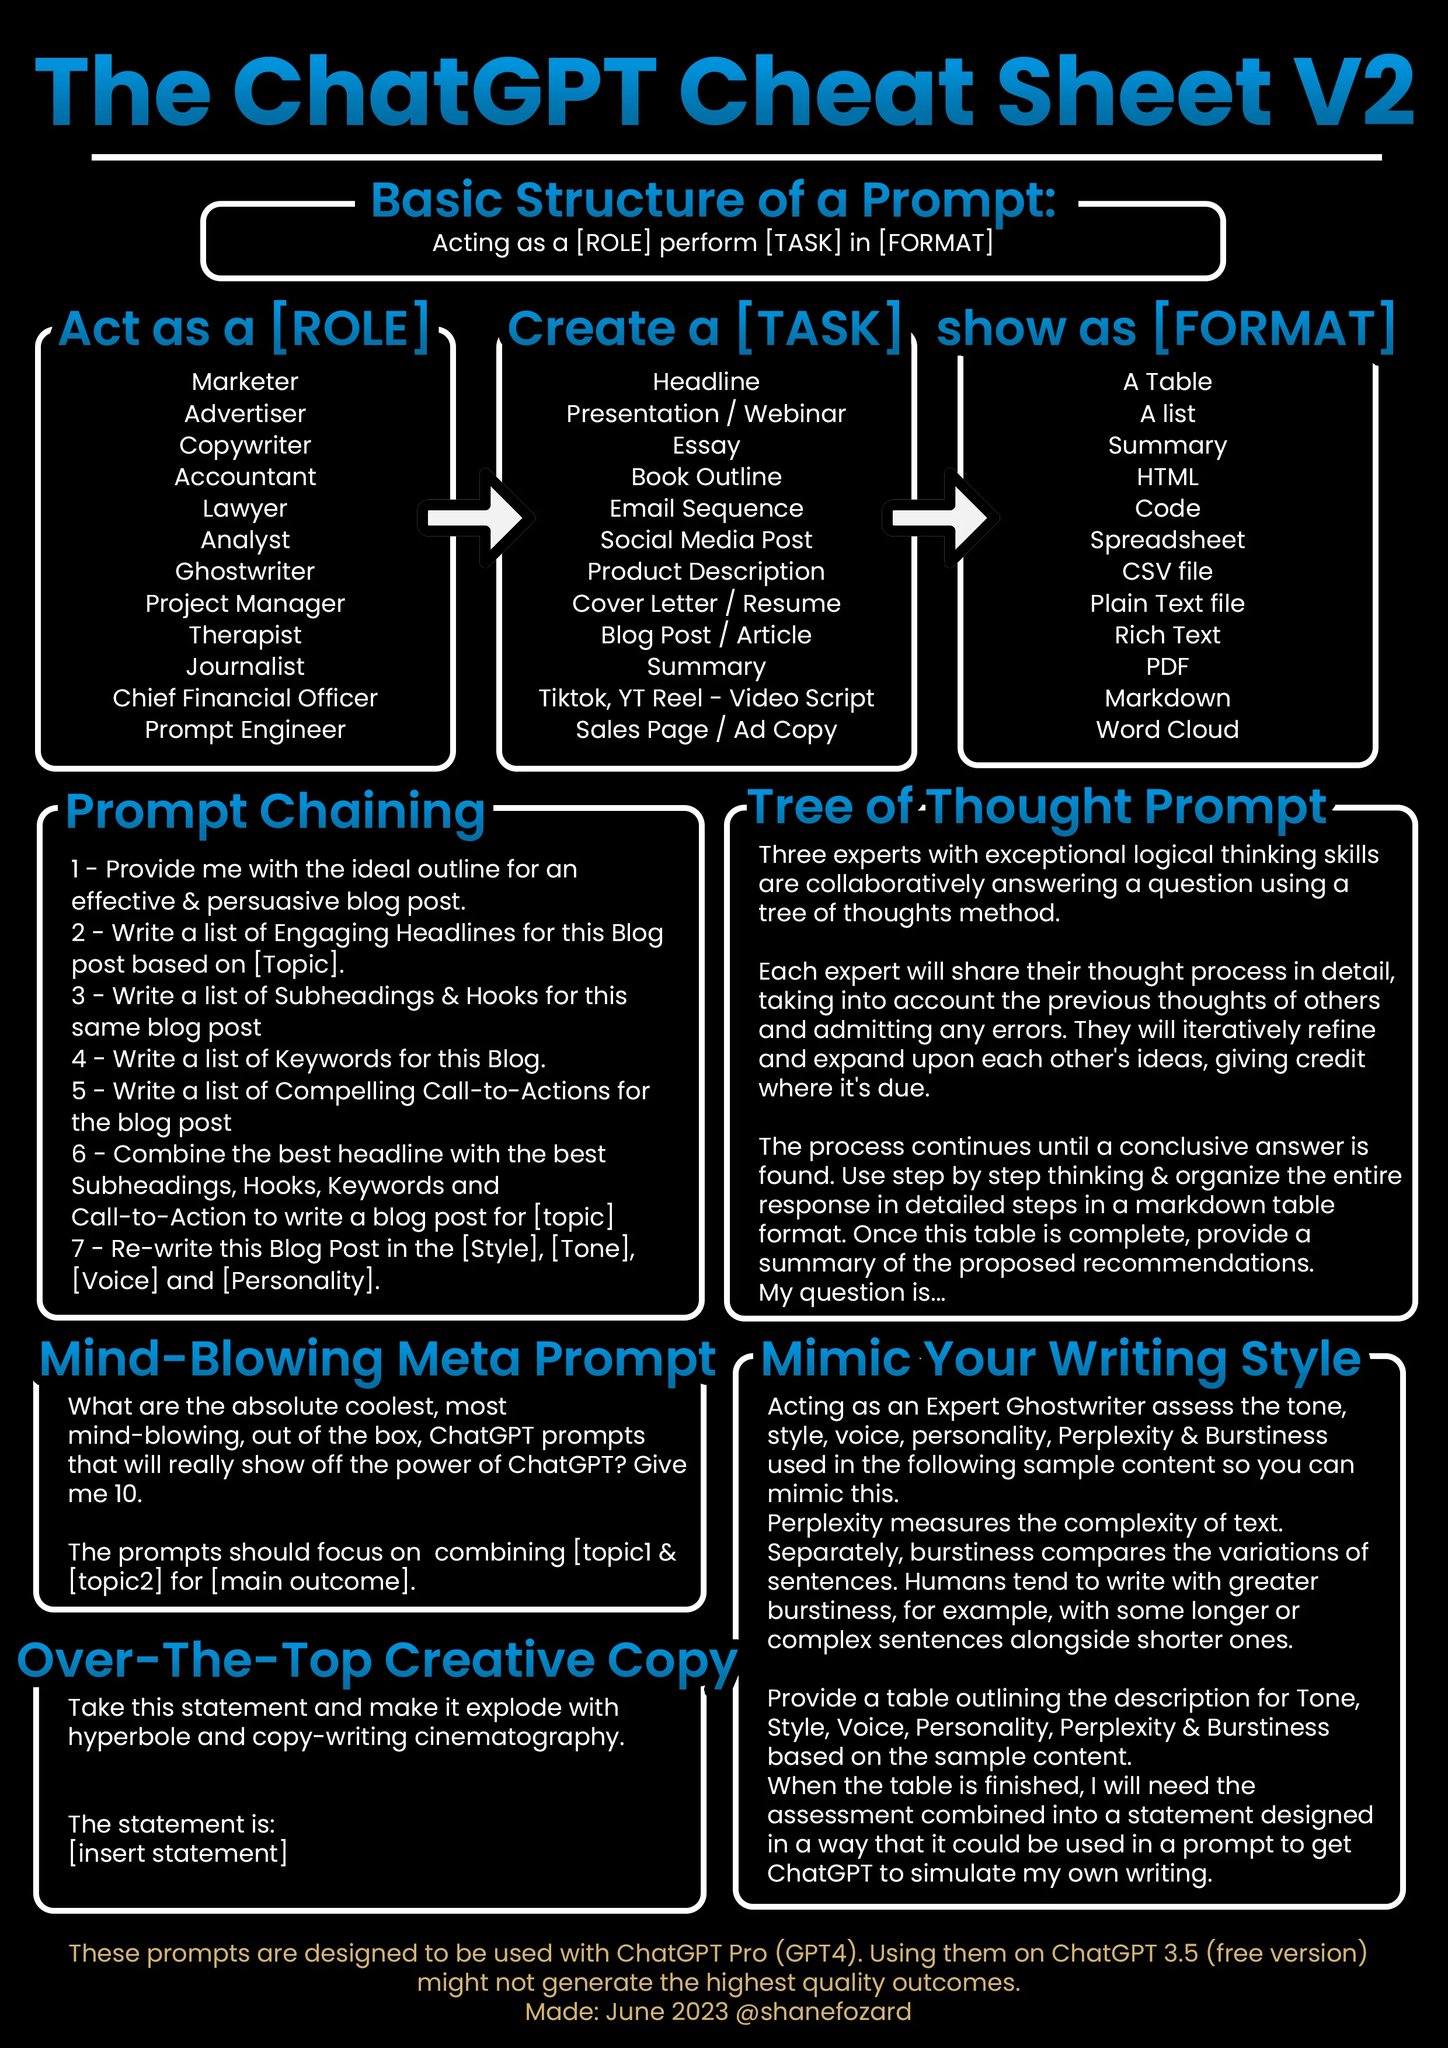 The ChatGPT Cheat Sheet V2
Basic Structure of a Prompt:
Acting as a [ROLE] perform [TASK] in [FORMAT]
Act as a [ROLE]
Marketer
Advertiser
Copywriter
Accountant
Lawyer
Analyst
Ghostwriter
Project Manager
Therapist
Journalist
Chief Financial Officer
Prompt Engineer
Create a [TASK]
Headline
Presentation / Webinar
Essay
Book Outline
Email Sequence
Social Media Post
Product Description
Cover Letter / Resume
Blog Post / Article
Summary
Tiktok, YT Reel - Video Script
Sales Page / Ad Copy
show as [FORMAT]
A Table
A list
Summary
HTML
Code
Spreadsheet
CSV file
Plain Text file
Rich Text
PDF
Markdown
Word Cloud
Prompt Chaining
1 - Provide me with the ideal outline for an
effective & persuasive blog post.
2 - Write a list of Engaging Headlines for this Blog
post based on [Topic].
3 - Write a list of Subheadings & Hooks for this
same blog post
4 - Write a list of Keywords for this Blog.
5 - Write a list of Compelling Call-to-Actions for
the blog post
6 - Combine the best headline with the best
Subheadings, Hooks, Keywords and
Call-to-Action to write a blog post for [topic]
7 - Re-write this Blog Post in the [Style], [Tone],
[Voice] and [Personality].
Tree of Thought Prompt
Three experts with exceptional logical thinking skills
are collaboratively answering a question using a
tree of thoughts method.
Each expert will share their thought process in detail,
taking into account the previous thoughts of others
and admitting any errors. They will iteratively refine
and expand upon each other's ideas, giving credit
where it's due.
The process continues until a conclusive answer is
found. Use step by step thinking & organize the entire
response in detailed steps in a markdown table
format. Once this table is complete, provide a
summary of the proposed recommendations.
My question is...
Mind-Blowing Meta Prompt
What are the absolute coolest, most
mind-blowing, out of the box, ChatGPT prompts
that will really show off the power of ChatGPT? Give
me 10.
The prompts should focus on combining [topic1 &
[topic2] for [main outcome].
Over-The-Top Creative Copy
Take this statement and make it explode with
hyperbole and copy-writing cinematography.
The statement is:
[insert statement]
Mimic Your Writing Style
Acting as an Expert Ghostwriter assess the tone,
style, voice, personality, Perplexity & Burstiness
used in the following sample content so you can
mimic this.
Perplexity measures the complexity of text.
Separately, burstiness compares the variations of
sentences. Humans tend to write with greater
burstiness, for example, with some longer or
complex sentences alongside shorter ones.
Provide a table outlining the description for Tone,
Style, Voice, Personality, Perplexity & Burstiness
based on the sample content.
When the table is finished, I will need the
assessment combined into a statement designed
in a way that it could be used in a prompt to get
ChatGPT to simulate my own writing.
These prompts are designed to be used with ChatGPT Pro (GPT4). Using them on ChatGPT 3.5 (free version)
might not generate the highest quality outcomes.
Made: June 2023 @shanefozard